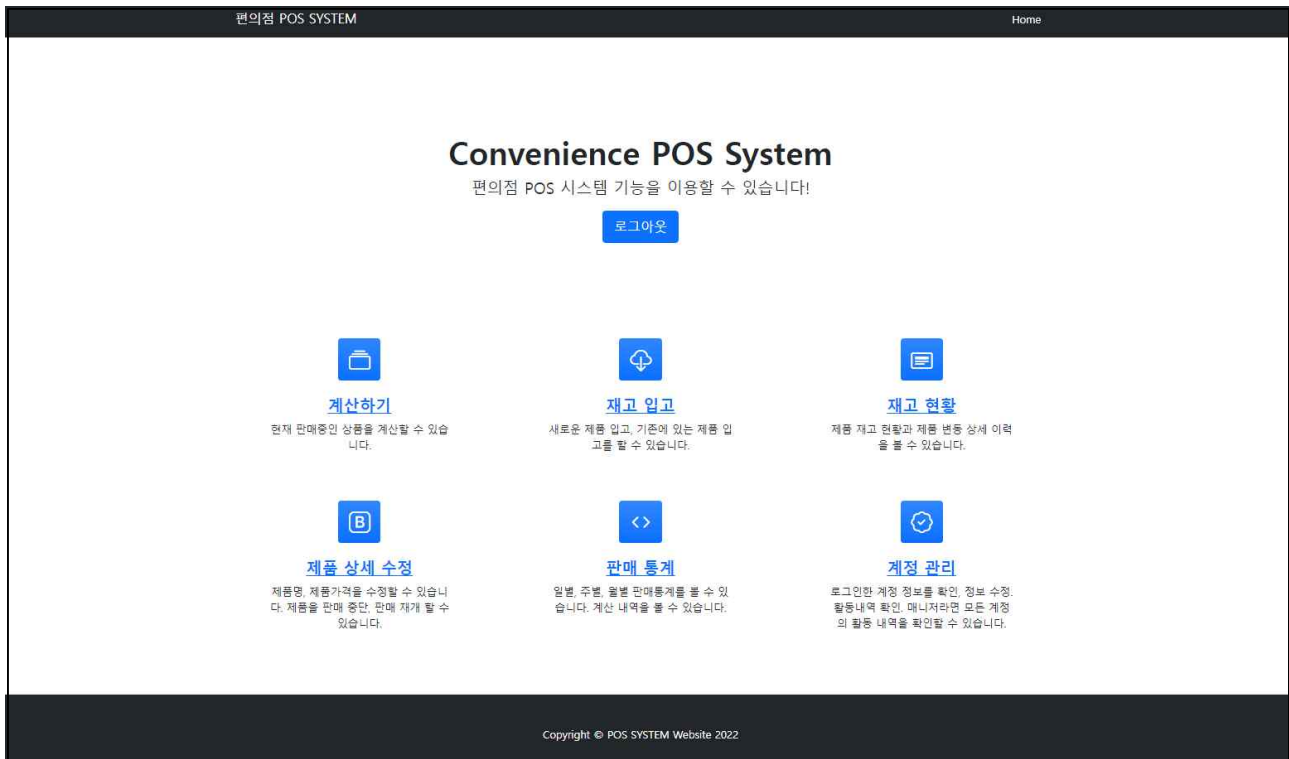 편의점 POS SYSTEM
Home
Convenience POS System
편의점 POS 시스템 기능을 이용할 수 있습니다!
로그아웃
계산하기
현재 판매중인 상품을 계산할 수 있습
니다.
재고 입고
새로운 제품 입고, 기존에 있는 제품 입
고를 할 수 있습니다.
재고 현황
제품 재고 현황과 제품 변동 상세 이력
을 볼 수 있습니다.
B
제품 상세 수정
제품명, 제품가격을 수정할 수 있습니
다. 제품을 판매 중단, 판매 재개 할 수
있습니다.
판매 통계
일별, 주별, 월별 판매통계를 볼 수 있
습니다. 계산 내역을 볼 수 있습니다.
계정 관리
로그인한 계정 정보를 확인, 정보 수정.
활동내역 확인. 매니저라면 모든 계정
의 활동 내역을 확인할 수 있습니다.
Copyright © POS SYSTEM Website 2022